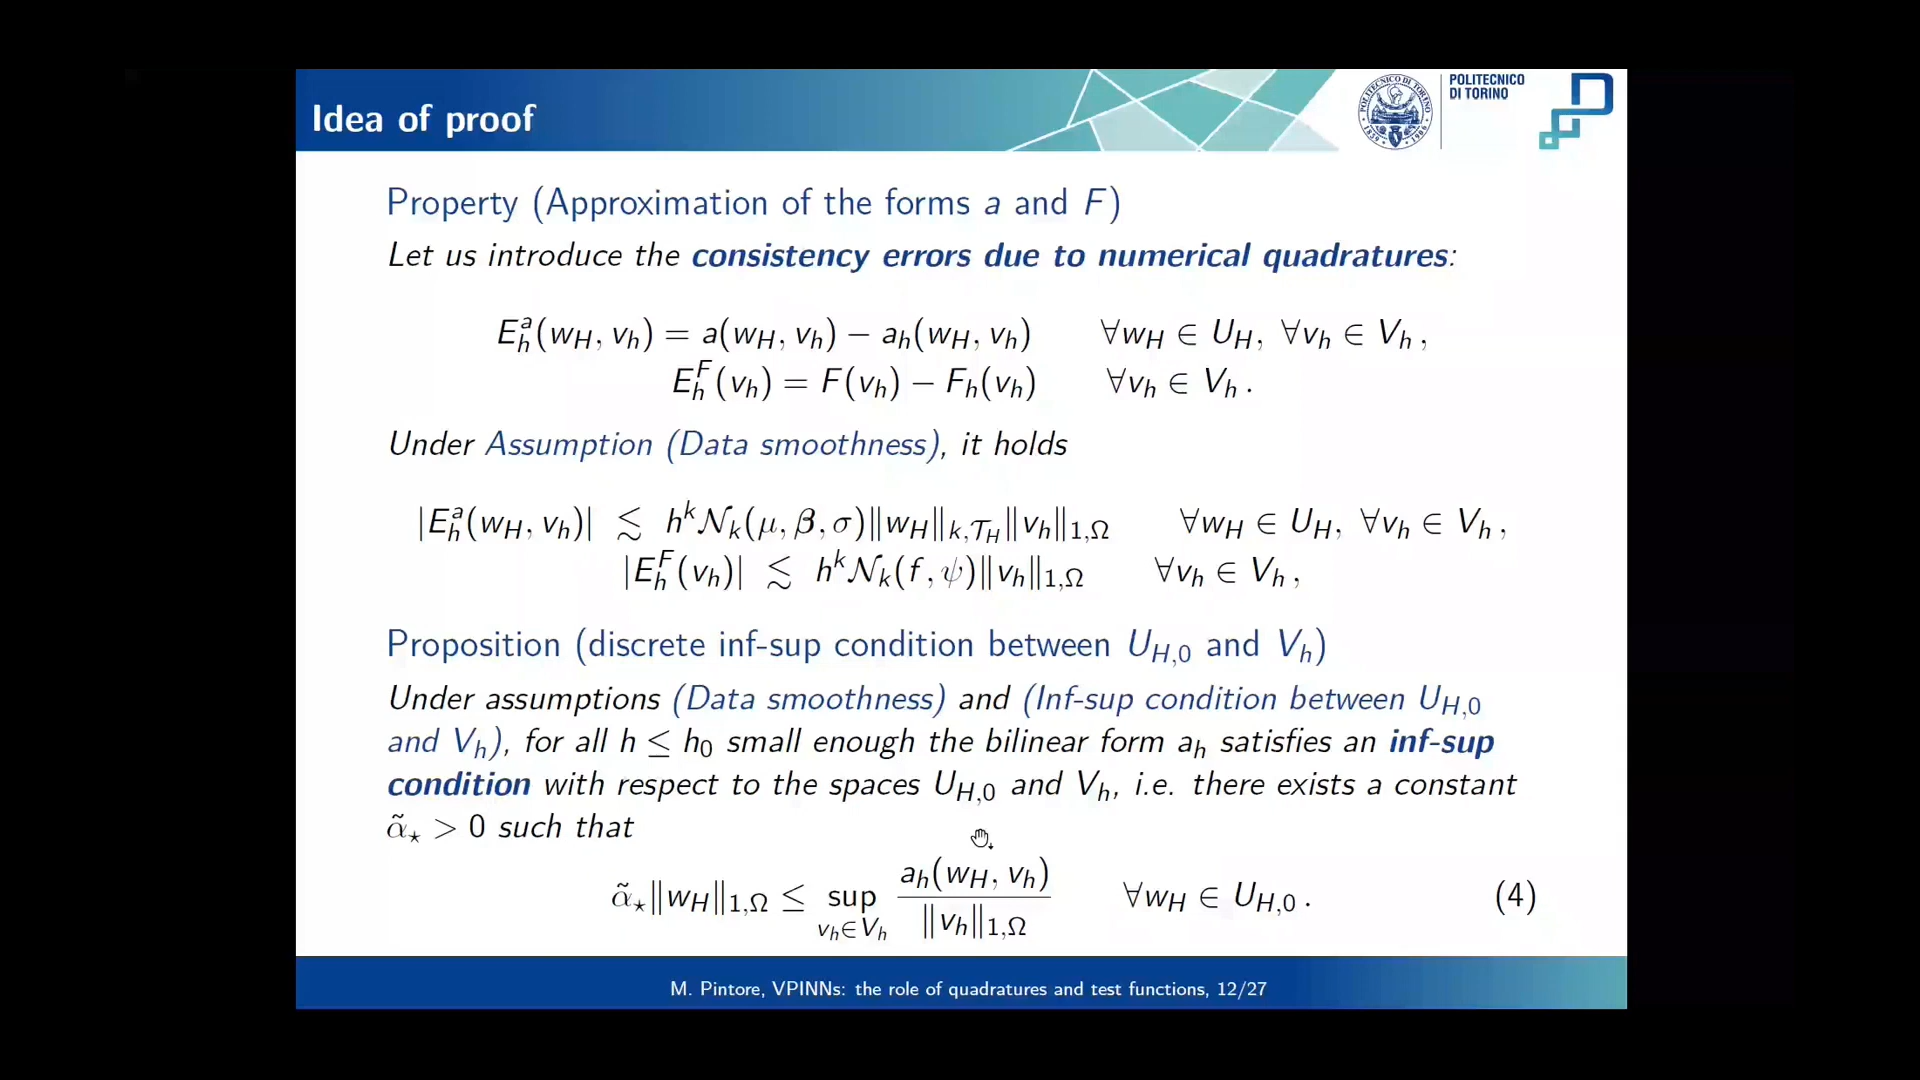 Idea of proof
POLITECNICO
DI TORINO
POLITECNICO DI TORINO
1859 • 1906
Property (Approximation of the forms a and F)
Let us introduce the consistency errors due to numerical quadratures:
E_h^a(w_H, v_h) = a(w_H, v_h) − a_h(w_H, v_h) ∀w_H ∈ U_H, ∀v_h ∈ V_h ,
E_h^F(v_h) = F(v_h) − F_h(v_h) ∀v_h ∈ V_h .
Under Assumption (Data smoothness), it holds
|E_h^a(w_H, v_h)| ≲ h^k 𝒩_k(μ, β, σ)‖w_H‖_{k,𝒯_H}‖v_h‖_{1,Ω} ∀w_H ∈ U_H, ∀v_h ∈ V_h ,
|E_h^F(v_h)| ≲ h^k 𝒩_k(f, ψ)‖v_h‖_{1,Ω} ∀v_h ∈ V_h ,
Proposition (discrete inf-sup condition between U_{H,0} and V_h)
Under assumptions (Data smoothness) and (Inf-sup condition between U_{H,0}
and V_h), for all h ≤ h_0 small enough the bilinear form a_h satisfies an inf-sup
condition with respect to the spaces U_{H,0} and V_h, i.e. there exists a constant
α̃_⋆ > 0 such that
α̃_⋆‖w_H‖_{1,Ω} ≤ sup_{v_h∈V_h} a_h(w_H, v_h) / ‖v_h‖_{1,Ω} ∀w_H ∈ U_{H,0} . (4)
M. Pintore, VPINNs: the role of quadratures and test functions, 12/27